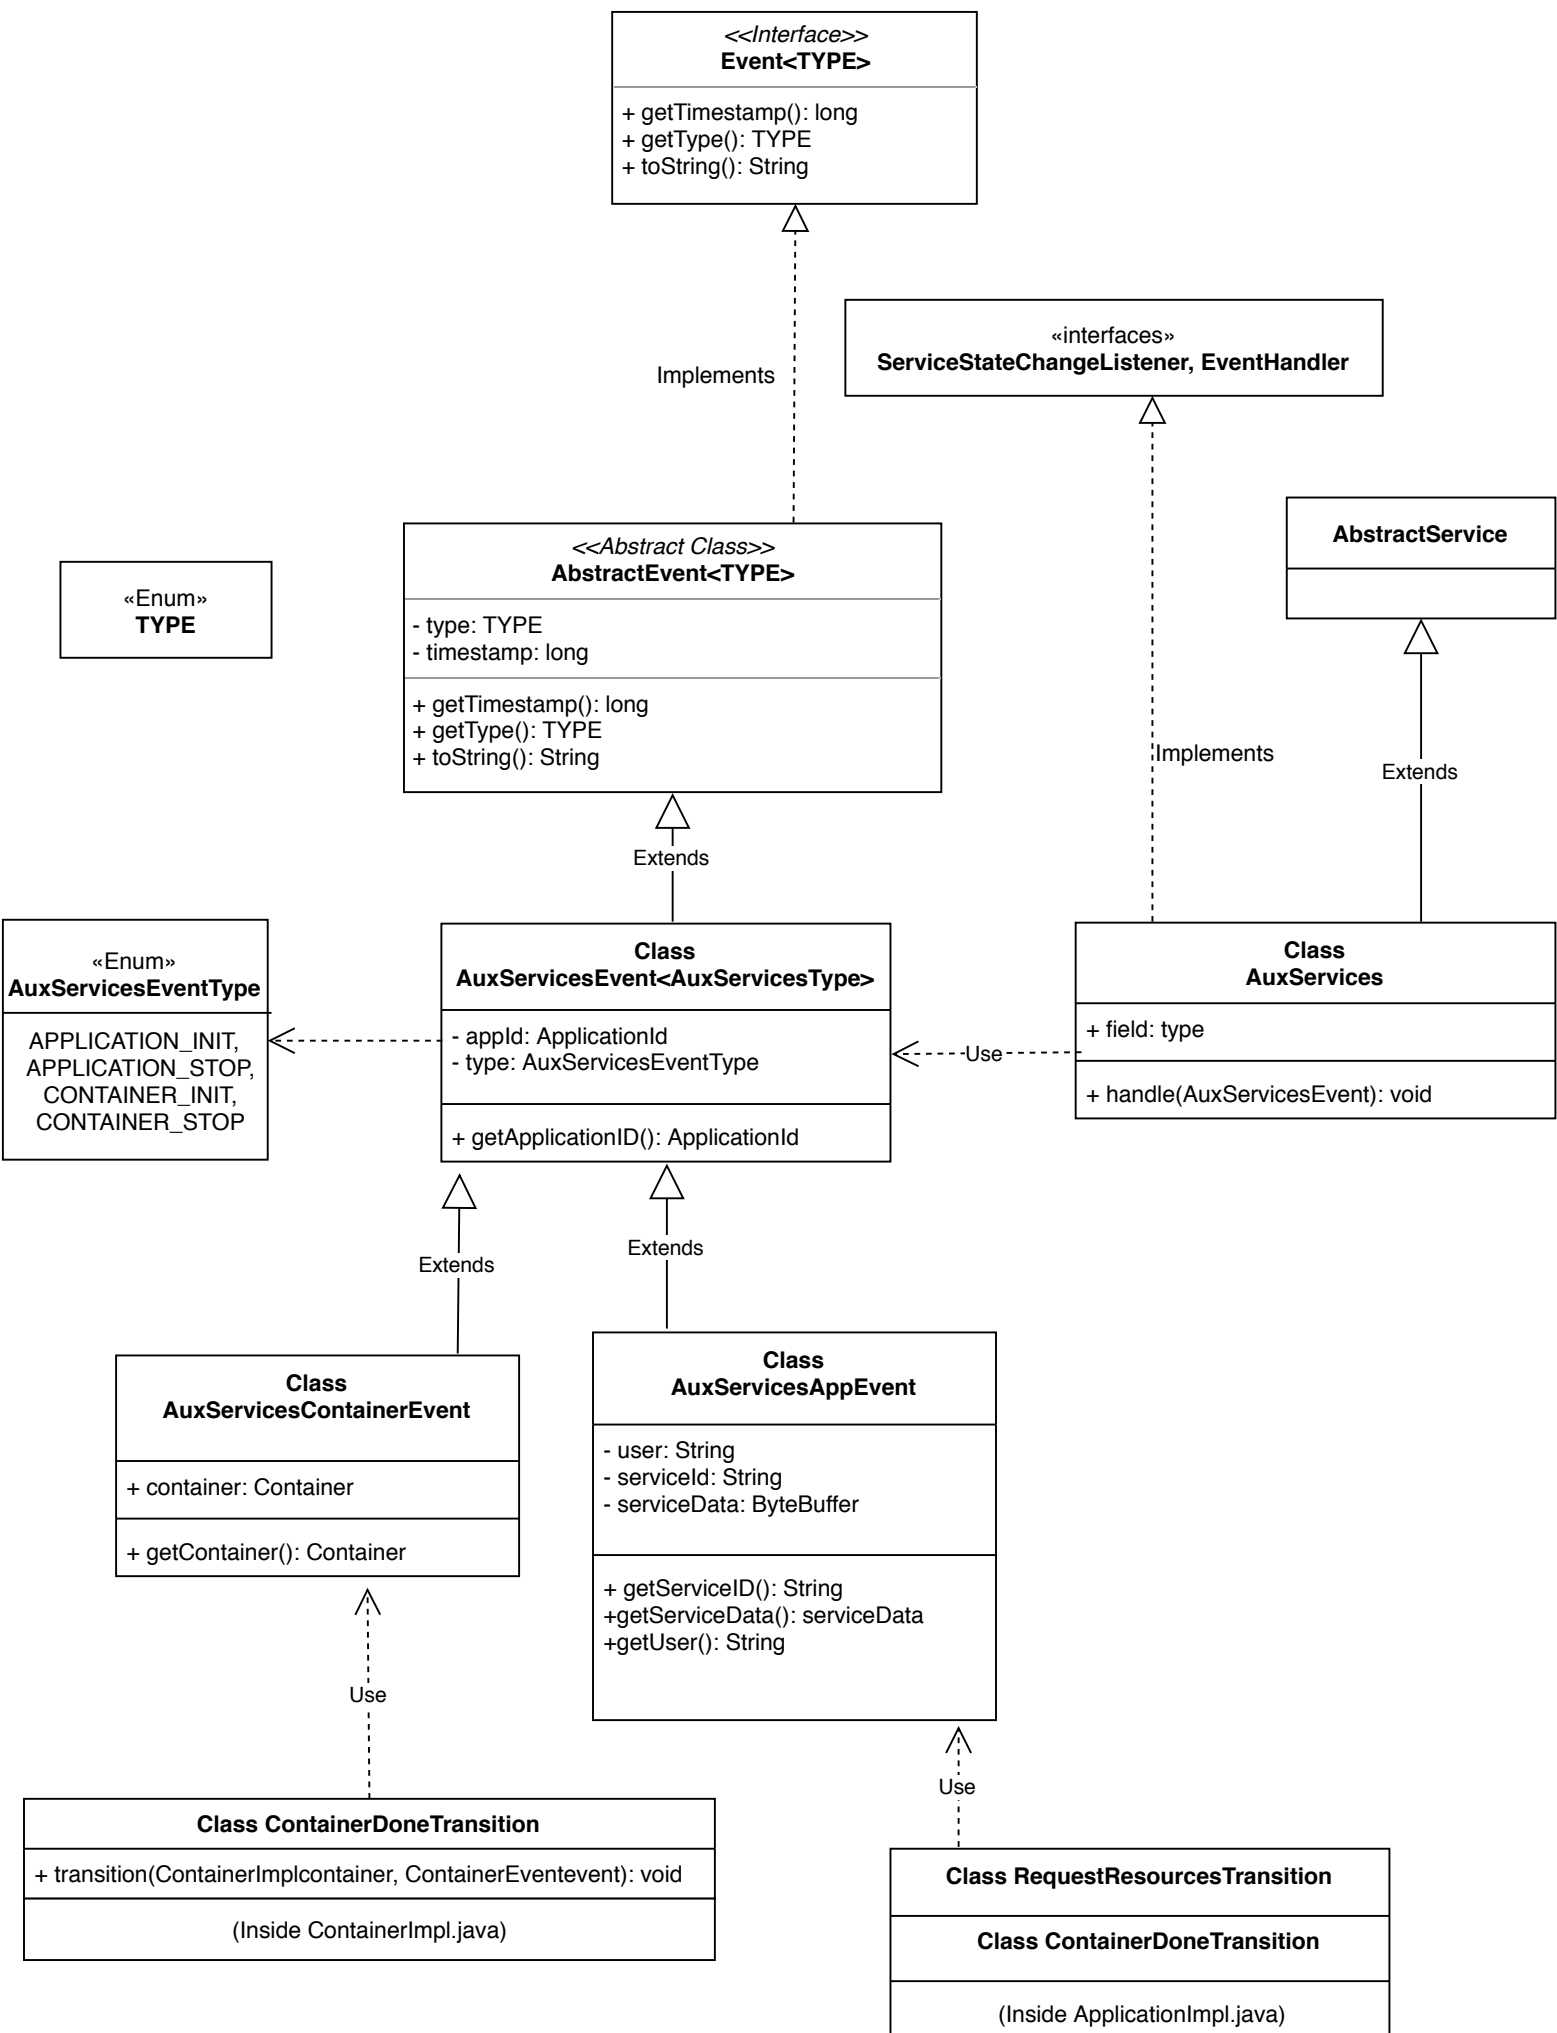 <<Interface>>
Event<TYPE>
+ getTimestamp(): long
+ getType(): TYPE
+ toString(): String
Implements
«interfaces»
ServiceStateChangeListener, EventHandler
AbstractService
<<Abstract Class>>
AbstractEvent<TYPE>
- type: TYPE
- timestamp: long
+ getTimestamp(): long
+ getType(): TYPE
+ toString(): String
«Enum»
TYPE
Implements
Extends
Extends
«Enum»
AuxServicesEventType
APPLICATION_INIT,
APPLICATION_STOP,
CONTAINER_INIT,
CONTAINER_STOP
Class
AuxServicesEvent<AuxServicesType>
- appId: ApplicationId
- type: AuxServicesEventType
+ getApplicationID(): ApplicationId
Use
Class
AuxServices
+ field: type
+ handle(AuxServicesEvent): void
Extends
Extends
Class
AuxServicesContainerEvent
+ container: Container
+ getContainer(): Container
Class
AuxServicesAppEvent
- user: String
- serviceId: String
- serviceData: ByteBuffer
+ getServiceID(): String
+getServiceData(): serviceData
+getUser(): String
Use
Use
Class ContainerDoneTransition
+ transition(ContainerImplcontainer, ContainerEventevent): void
(Inside ContainerImpl.java)
Class RequestResourcesTransition
Class ContainerDoneTransition
(Inside ApplicationImpl.java)